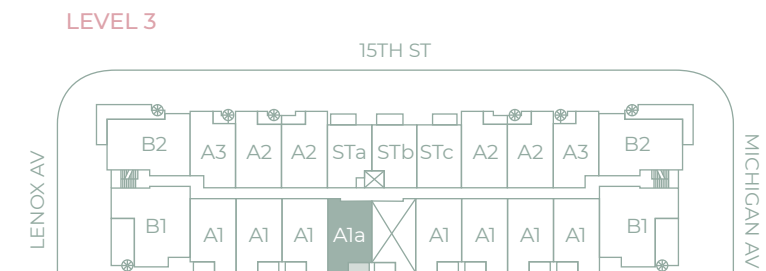 LEVEL 3
15TH ST
LENOX AV
MICHIGAN AV
B2 A3 A2 A2 STa STb STc A2 A2 A3 B2
B1 A1 A1 A1 A1a A1 A1 A1 A1 B1